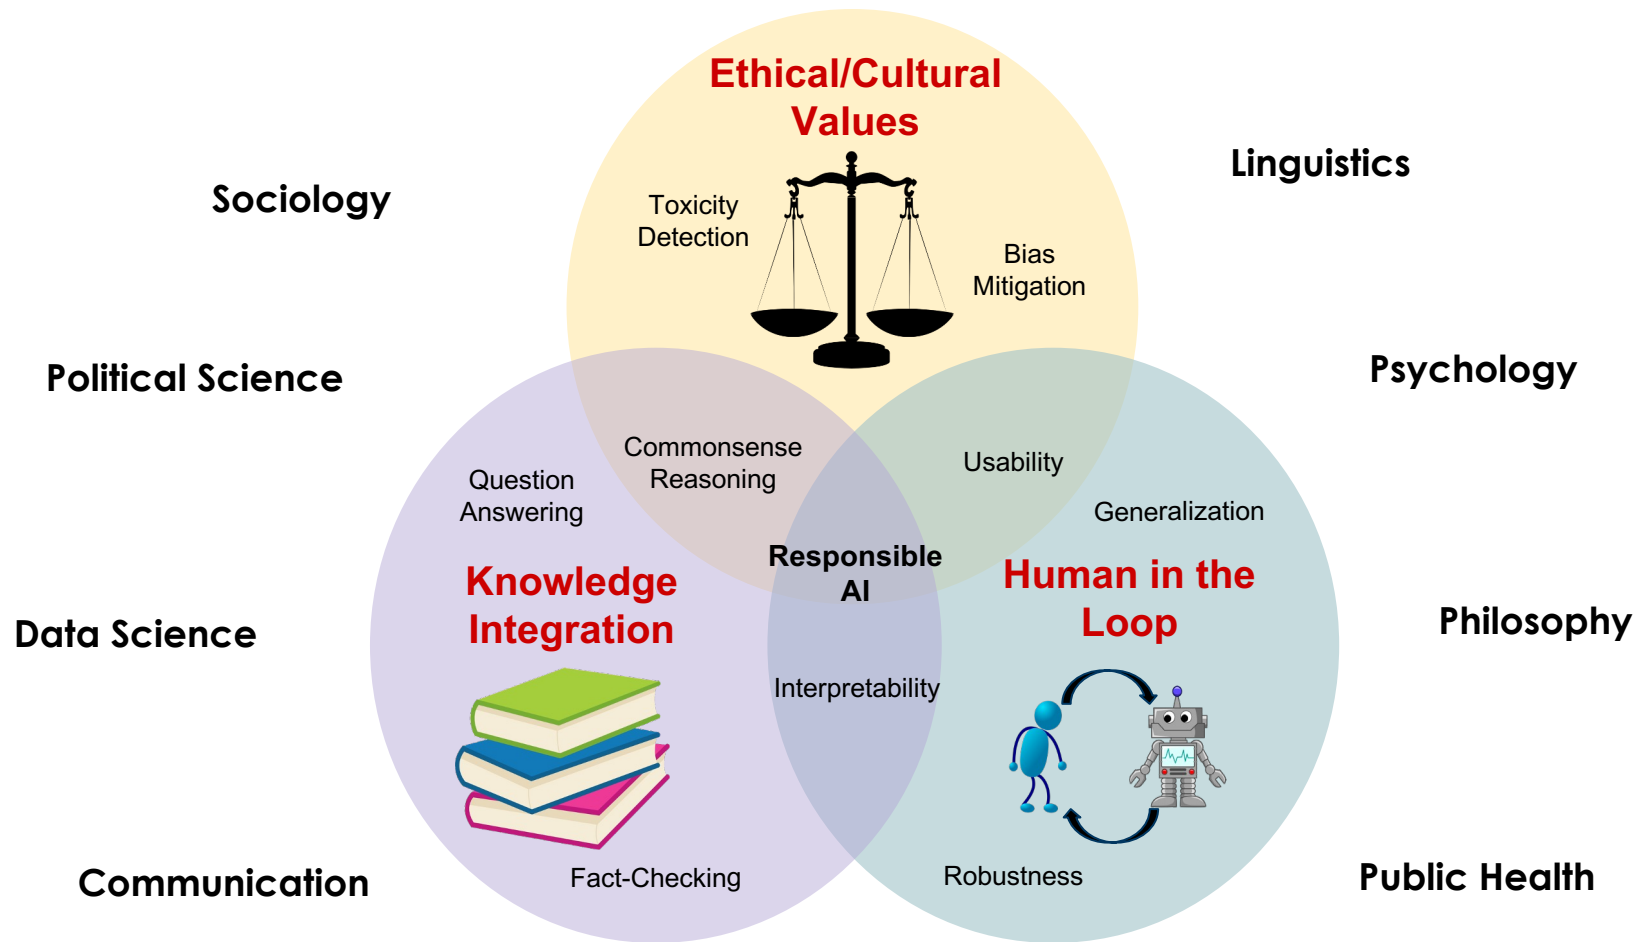 Ethical/Cultural
Values
Linguistics
Sociology
Toxicity
Detection
Bias
Mitigation
Political Science
Psychology
Commonsense
Reasoning
Usability
Question
Answering
Generalization
Responsible
AI
Knowledge
Integration
Human in the
Loop
Data Science
Philosophy
Interpretability
Fact-Checking
Robustness
Communication
Public Health